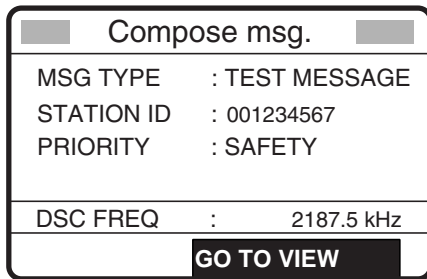 Compose msg.
MSG TYPE : TEST MESSAGE
STATION ID : 001234567
PRIORITY : SAFETY
DSC FREQ : 2187.5 kHz
GO TO VIEW